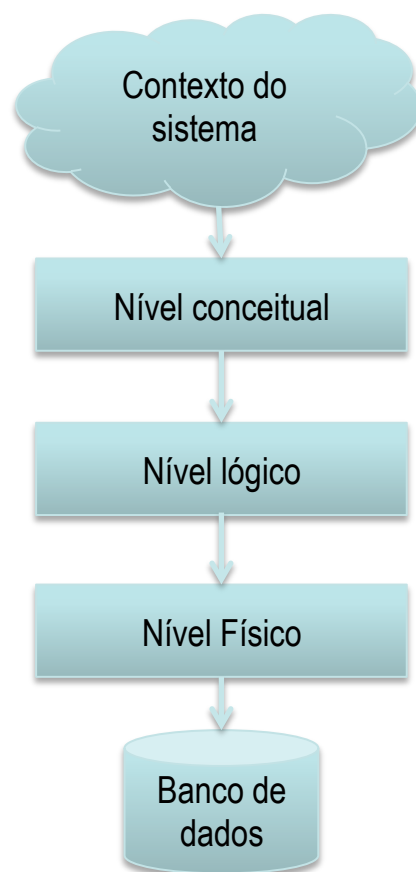 Contexto do
sistema
Nível conceitual
Nível lógico
Nível Físico
Banco de
dados